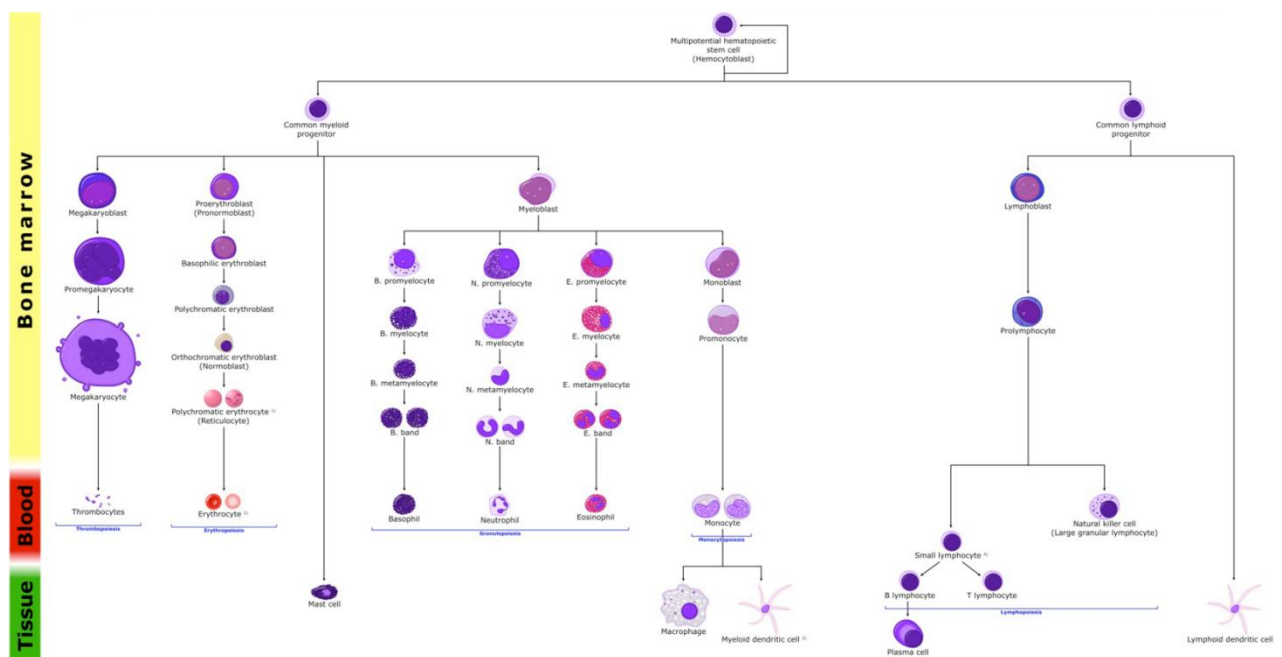 Multipotential hematopoietic
stem cell
(Hemocytoblast)
Common myeloid
progenitor
Common lymphoid
progenitor
Bone marrow
Megakaryoblast
Proerythroblast
(Pronormoblast)
Myeloblast
Lymphoblast
Promegakaryocyte
Basophilic erythroblast
B. promyelocyte
N. promyelocyte
E. promyelocyte
Monoblast
Polychromatic erythroblast
B. myelocyte
N. myelocyte
E. myelocyte
Promonocyte
Prolymphocyte
Orthochromatic erythroblast
(Normoblast)
Megakaryocyte
B. metamyelocyte
N. metamyelocyte
E. metamyelocyte
Polychromatic erythrocyte
(Reticulocyte)
B. band
N. band
E. band
Blood
Thrombocytes
Erythrocyte
Basophil
Neutrophil
Eosinophil
Monocyte
Natural killer cell
(Large granular lymphocyte)
Thrombopoiesis
Erythropoiesis
Granulopoiesis
Monocytopoiesis
Small lymphocyte
Tissue
Mast cell
B lymphocyte
T lymphocyte
Lymphopoiesis
Macrophage
Myeloid dendritic cell
Plasma cell
Lymphoid dendritic cell